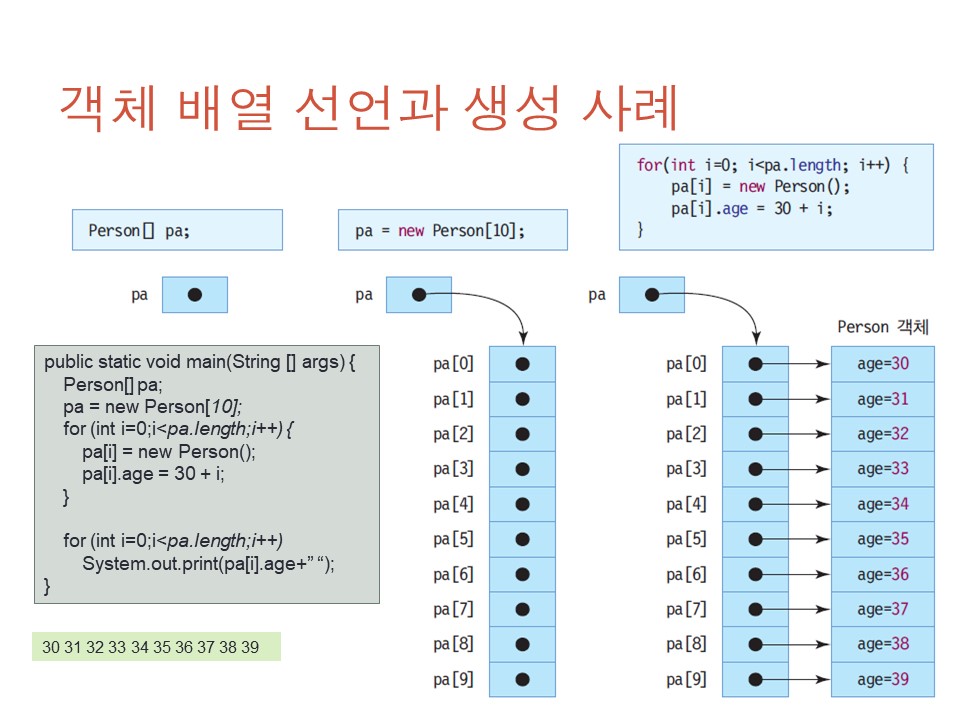 객체 배열 선언과 생성 사례
Person[] pa;
pa = new Person[10];
for(int i=0; i<pa.length; i++) {
    pa[i] = new Person();
    pa[i].age = 30 + i;
}
pa
pa
pa
Person 객체
public static void main(String [] args) {
    Person[] pa;
    pa = new Person[10];
    for (int i=0;i<pa.length;i++) {
        pa[i] = new Person();
        pa[i].age = 30 + i;
    }
    for (int i=0;i<pa.length;i++)
        System.out.print(pa[i].age+” “);
}
30 31 32 33 34 35 36 37 38 39
pa[0]
pa[1]
pa[2]
pa[3]
pa[4]
pa[5]
pa[6]
pa[7]
pa[8]
pa[9]
pa[0] age=30
pa[1] age=31
pa[2] age=32
pa[3] age=33
pa[4] age=34
pa[5] age=35
pa[6] age=36
pa[7] age=37
pa[8] age=38
pa[9] age=39